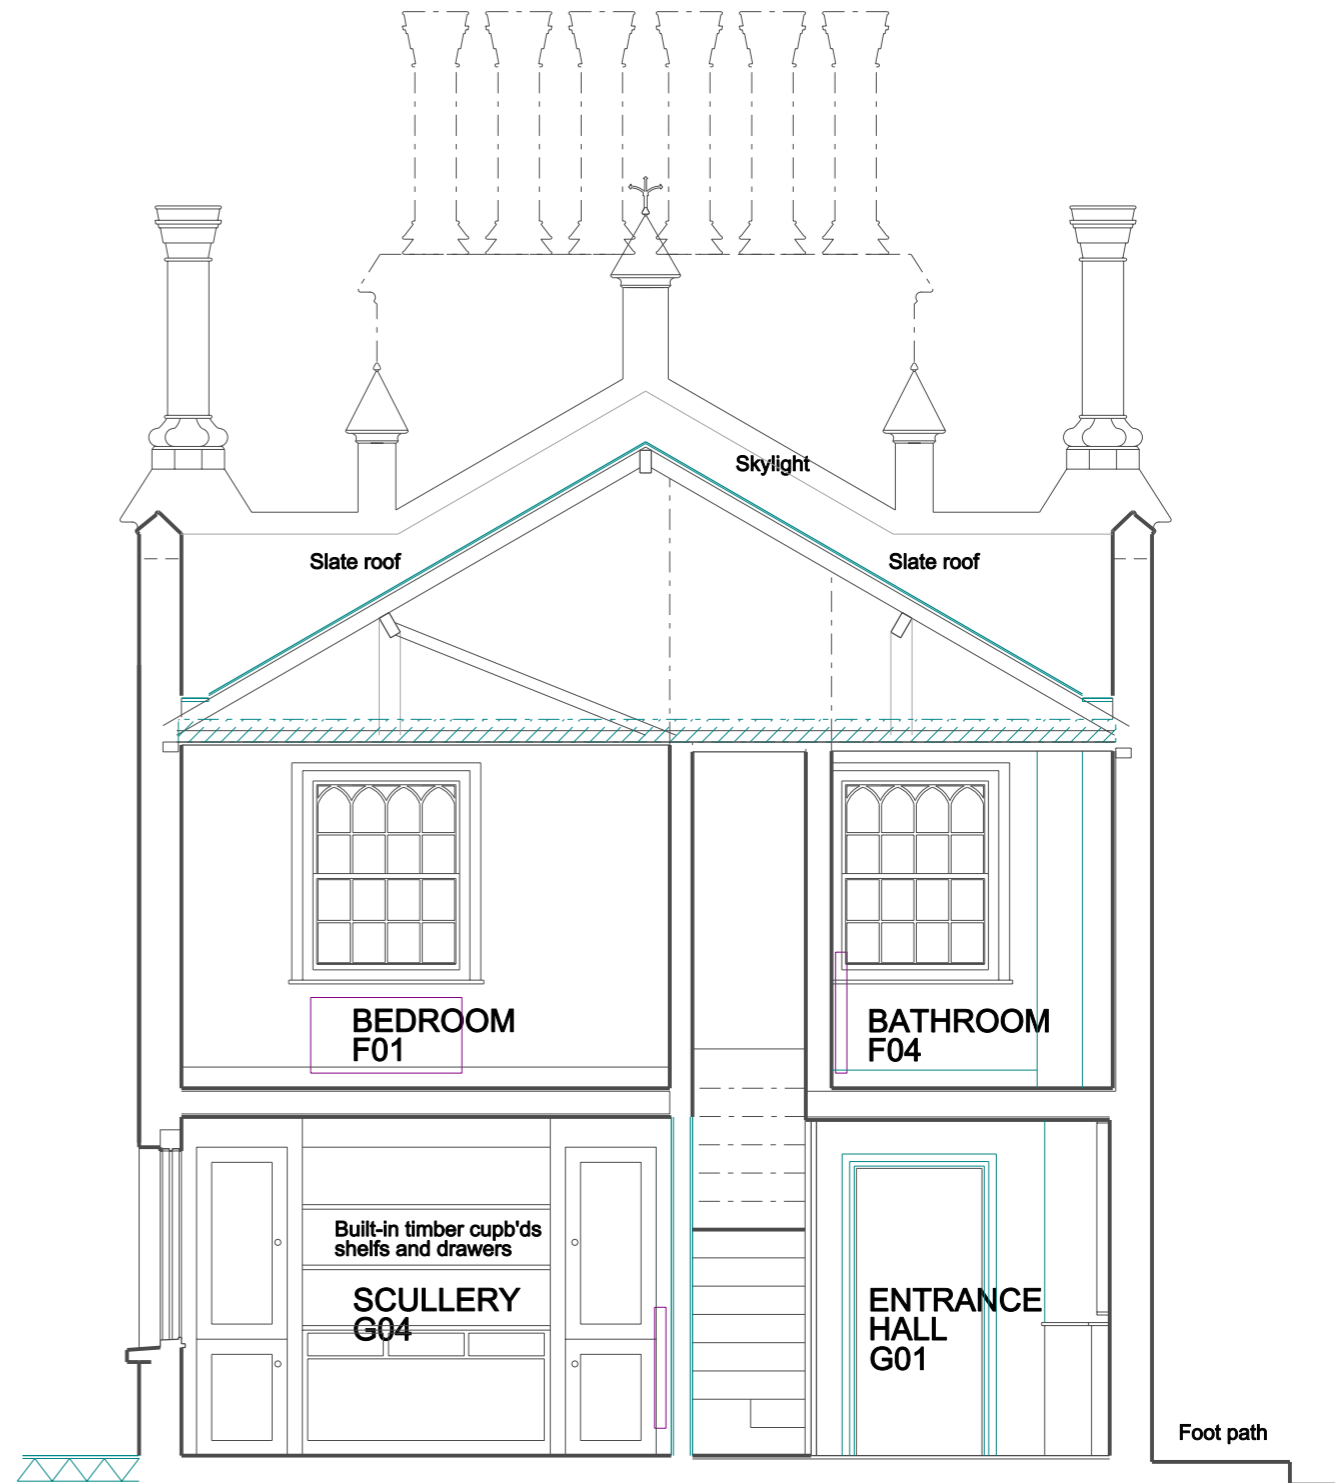 Skylight
Slate roof
Slate roof
BEDROOM
F01
BATHROOM
F04
Built-in timber cupb'ds
shelfs and drawers
SCULLERY
G04
ENTRANCE
HALL
G01
Foot path